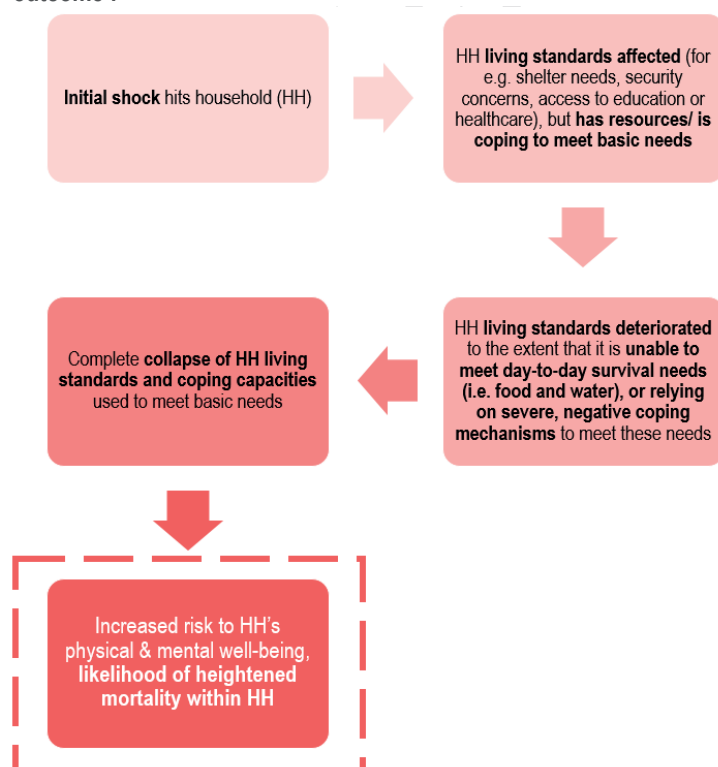 Initial shock hits household (HH)
HH living standards affected (for
e.g. shelter needs, security
concerns, access to education or
healthcare), but has resources/ is
coping to meet basic needs
HH living standards deteriorated
to the extent that it is unable to
meet day-to-day survival needs
(i.e. food and water), or relying
on severe, negative coping
mechanisms to meet these needs
Complete collapse of HH living
standards and coping capacities
used to meet basic needs
Increased risk to HH's
physical & mental well-being,
likelihood of heightened
mortality within HH